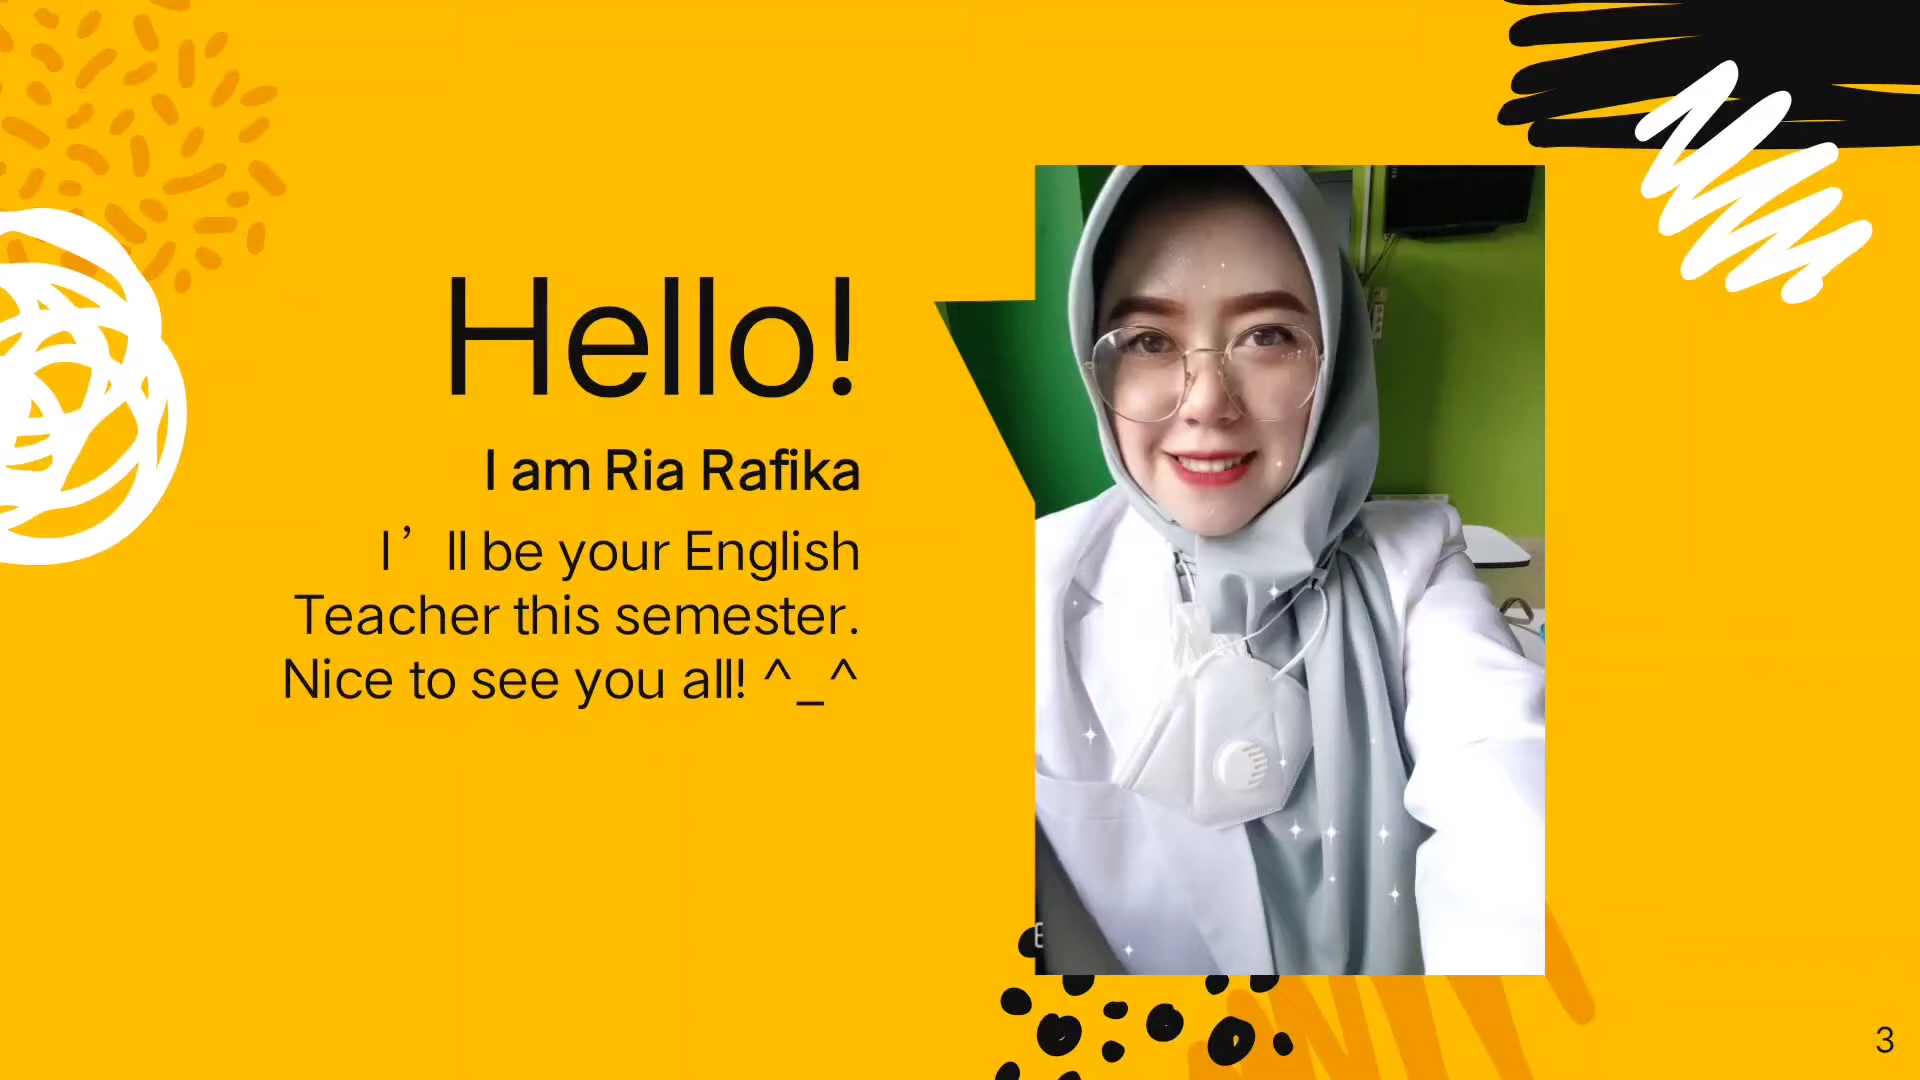 Hello!
I am Ria Rafika
I’ll be your English
Teacher this semester.
Nice to see you all! ^_^
3